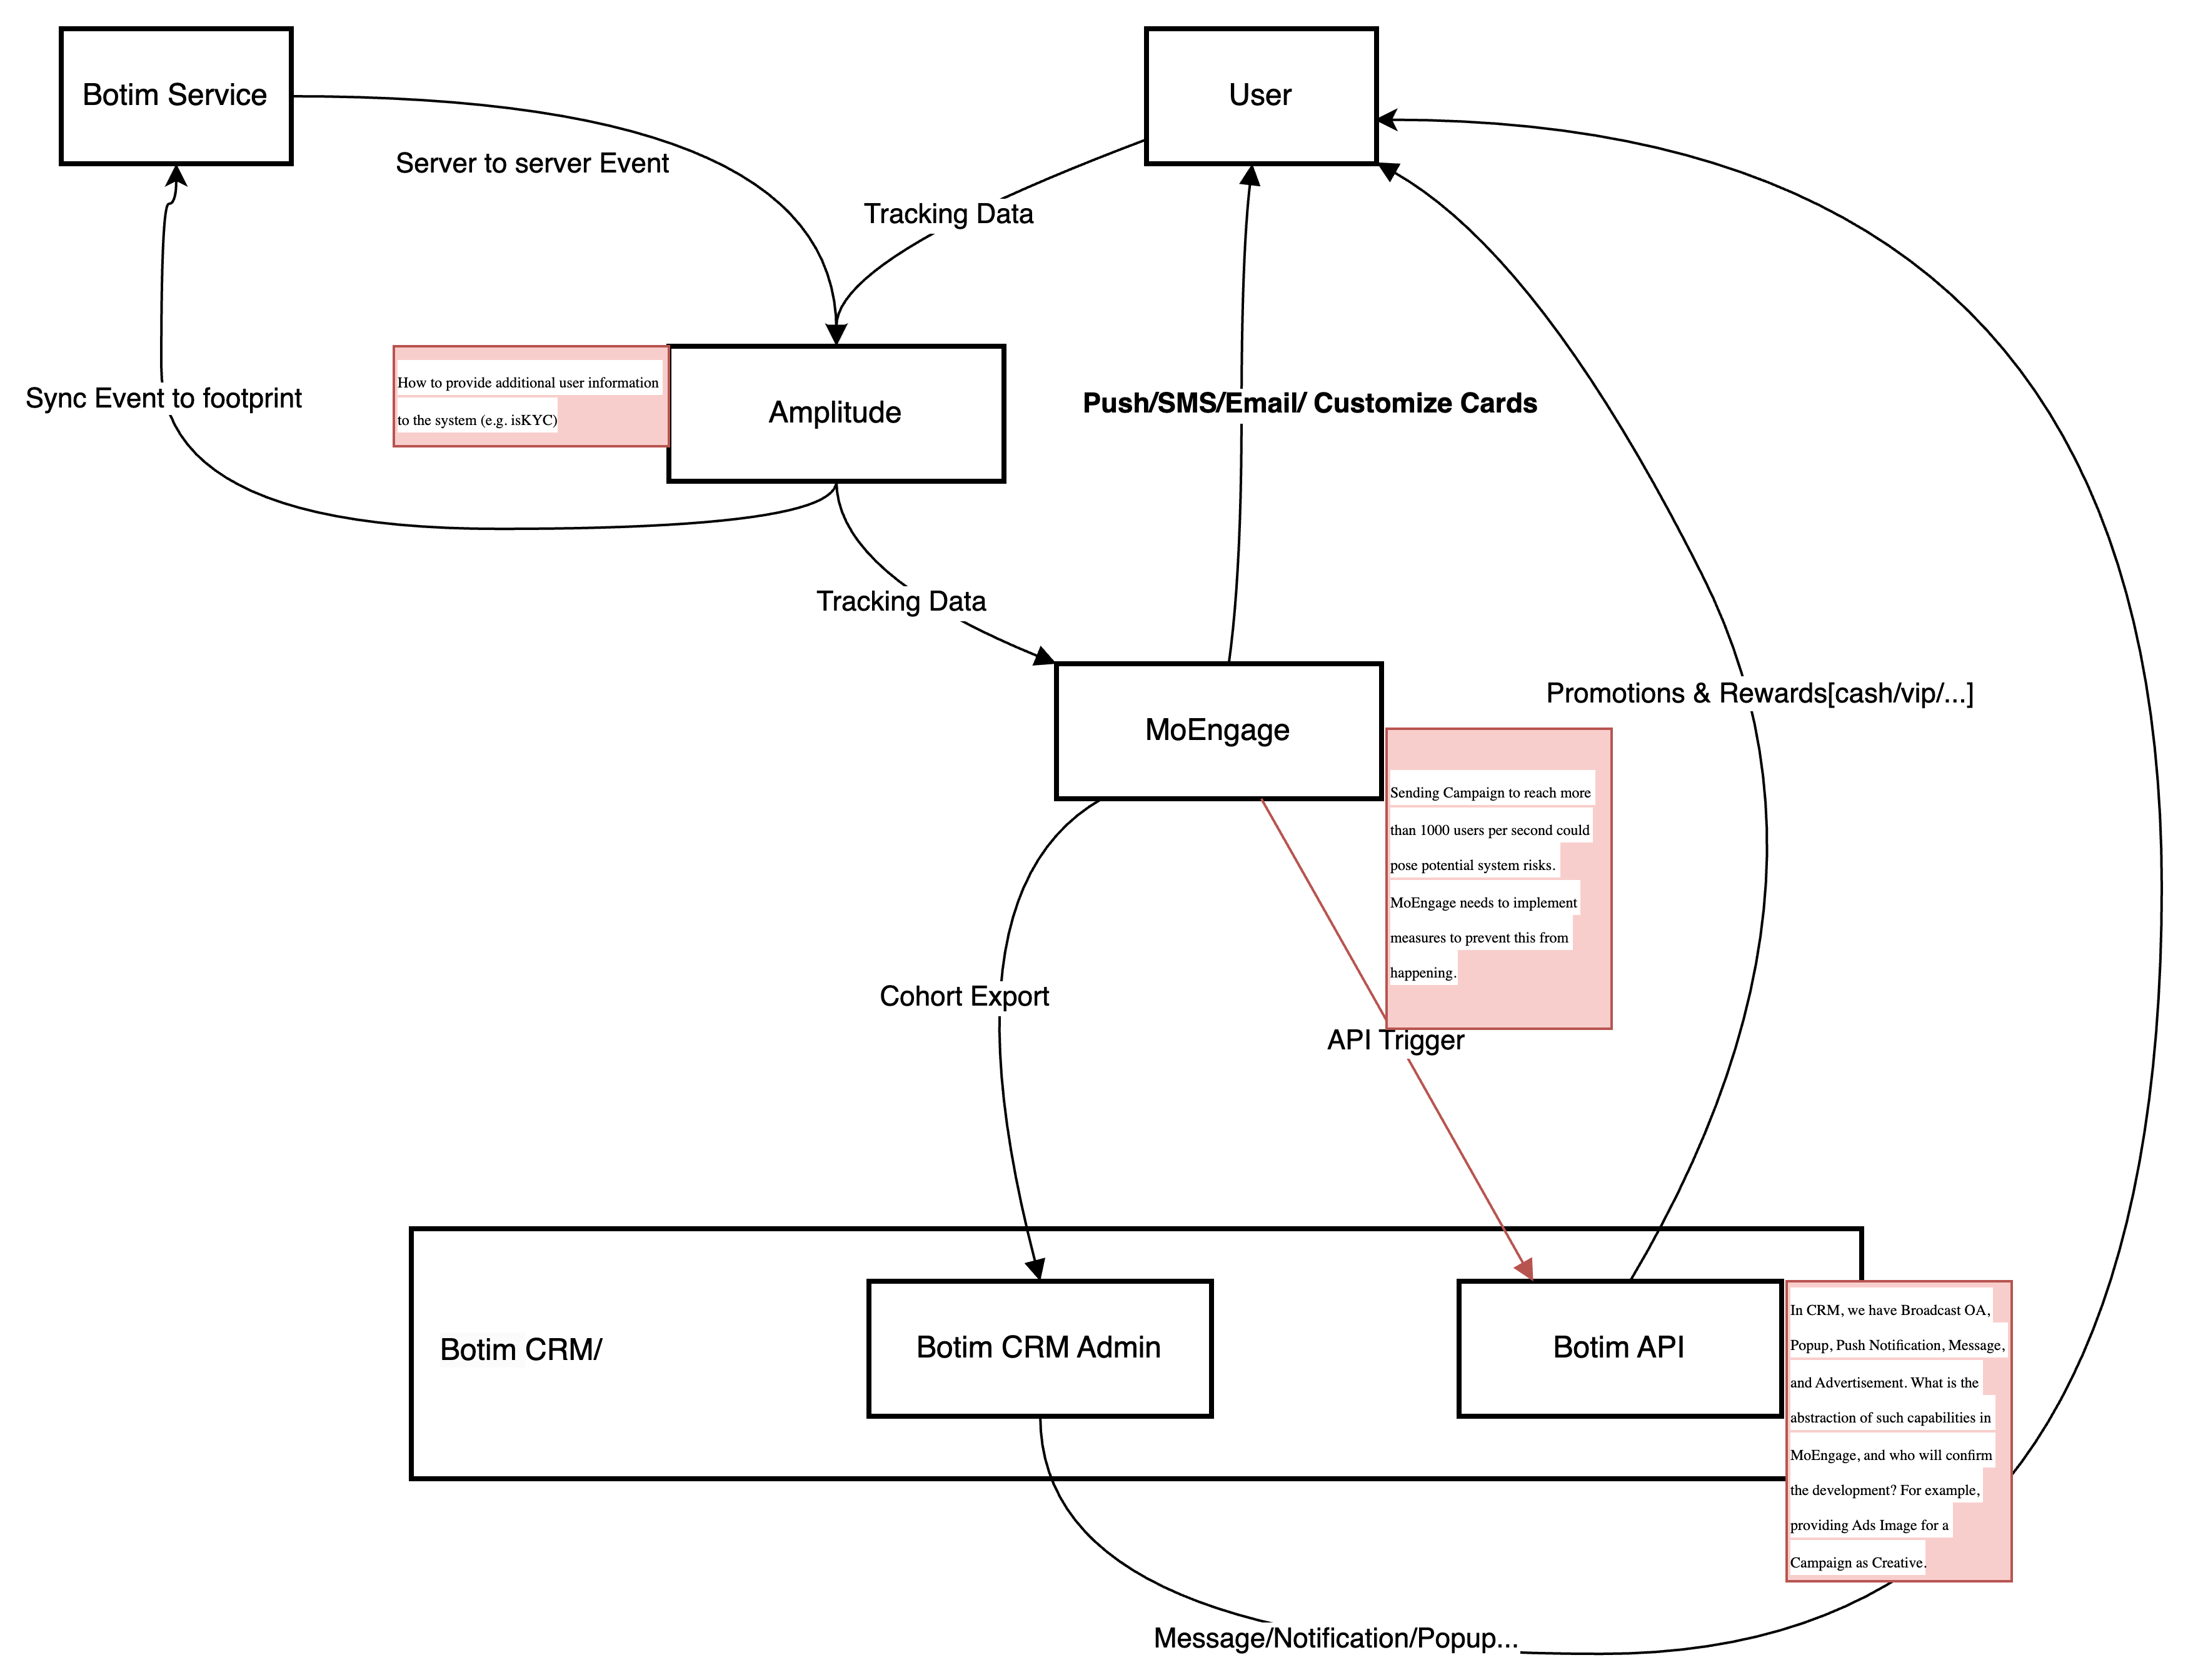 Botim Service
User
Server to server Event
Tracking Data
How to provide additional user information
to the system (e.g. isKYC)
Amplitude
Sync Event to footprint
Push/SMS/Email/ Customize Cards
Tracking Data
Promotions & Rewards[cash/vip/...]
MoEngage
Sending Campaign to reach more
than 1000 users per second could
pose potential system risks.
MoEngage needs to implement
measures to prevent this from
happening.
Cohort Export
API Trigger
Botim CRM/
Botim CRM Admin
Botim API
In CRM, we have Broadcast OA,
Popup, Push Notification, Message,
and Advertisement. What is the
abstraction of such capabilities in
MoEngage, and who will confirm
the development? For example,
providing Ads Image for a
Campaign as Creative.
Message/Notification/Popup...